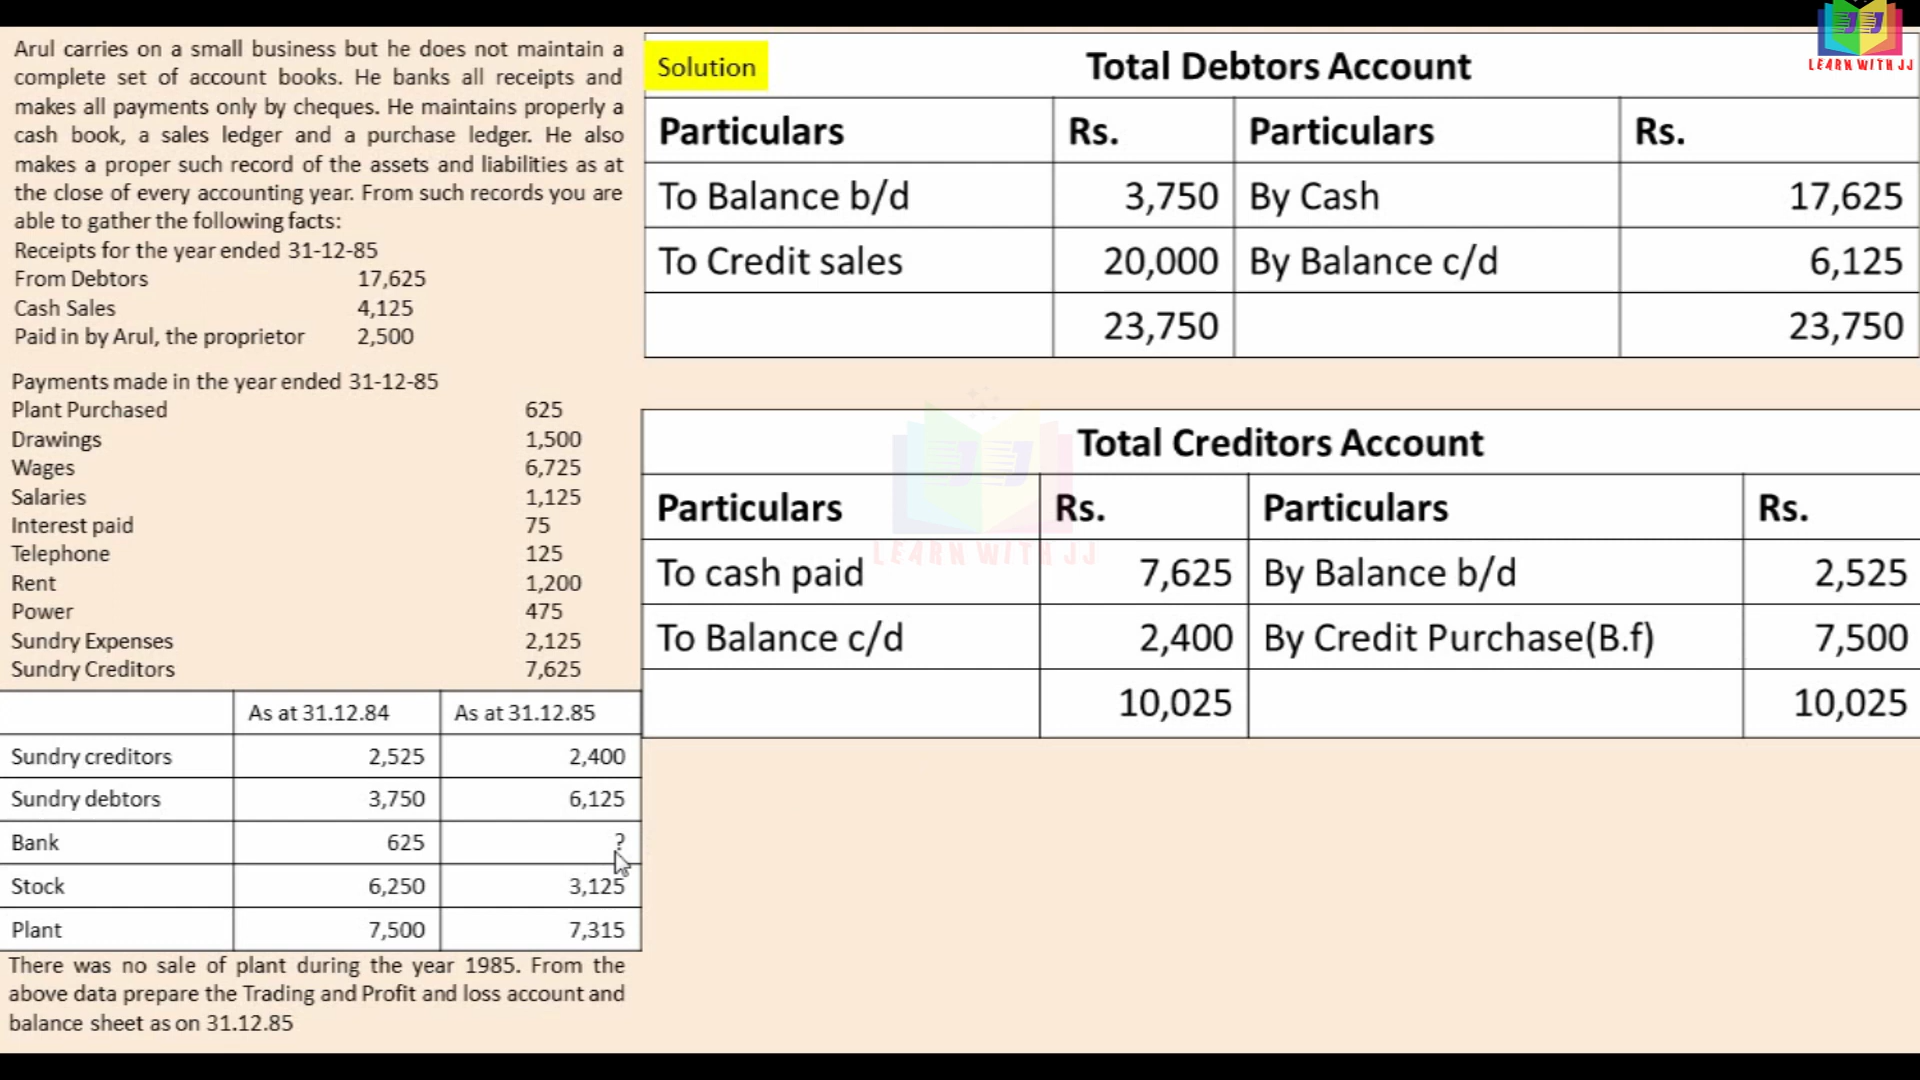 Arul carries on a small business but he does not maintain a
complete set of account books. He banks all receipts and
makes all payments only by cheques. He maintains properly a
cash book, a sales ledger and a purchase ledger. He also
makes a proper such record of the assets and liabilities as at
the close of every accounting year. From such records you are
able to gather the following facts:
Receipts for the year ended 31-12-85
From Debtors 17,625
Cash Sales 4,125
Paid in by Arul, the proprietor 2,500
Payments made in the year ended 31-12-85
Plant Purchased 625
Drawings 1,500
Wages 6,725
Salaries 1,125
Interest paid 75
Telephone 125
Rent 1,200
Power 475
Sundry Expenses 2,125
Sundry Creditors 7,625
As at 31.12.84 As at 31.12.85
Sundry creditors 2,525 2,400
Sundry debtors 3,750 6,125
Bank 625 ?
Stock 6,250 3,125
Plant 7,500 7,315
There was no sale of plant during the year 1985. From the
above data prepare the Trading and Profit and loss account and
balance sheet as on 31.12.85
Solution
Total Debtors Account
Particulars Rs. Particulars Rs.
To Balance b/d 3,750 By Cash 17,625
To Credit sales 20,000 By Balance c/d 6,125
23,750 23,750
Total Creditors Account
Particulars Rs. Particulars Rs.
To cash paid 7,625 By Balance b/d 2,525
To Balance c/d 2,400 By Credit Purchase(B.f) 7,500
10,025 10,025
JJ
LEARN WITH JJ
JJ
LEARN WITH JJ